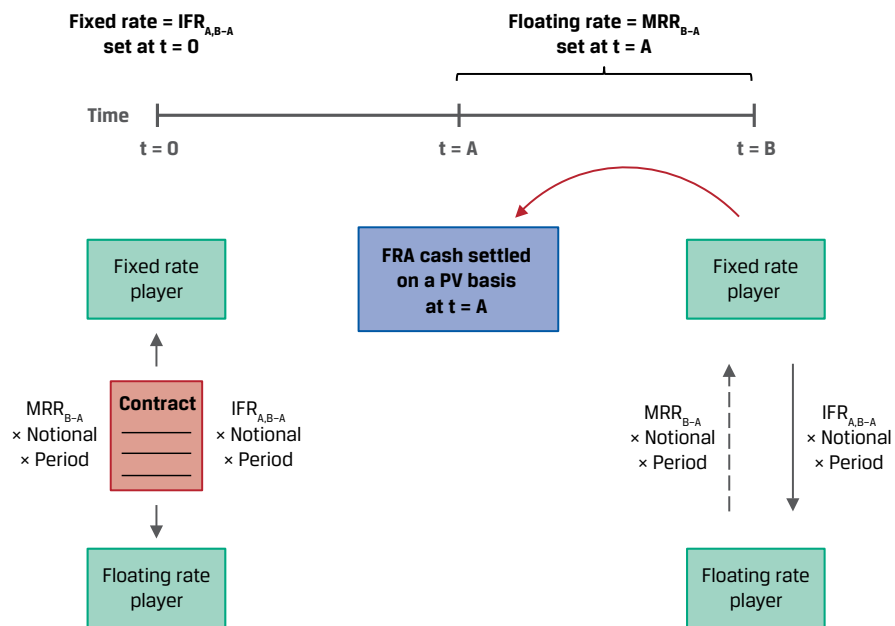 Fixed rate = IFR_A,B–A
set at t = 0
Floating rate = MRR_B–A
set at t = A
Time
t = 0
t = A
t = B
Fixed rate
player
FRA cash settled
on a PV basis
at t = A
Fixed rate
player
MRR_B–A
× Notional
× Period
Contract
IFR_A,B–A
× Notional
× Period
MRR_B–A
× Notional
× Period
IFR_A,B–A
× Notional
× Period
Floating rate
player
Floating rate
player